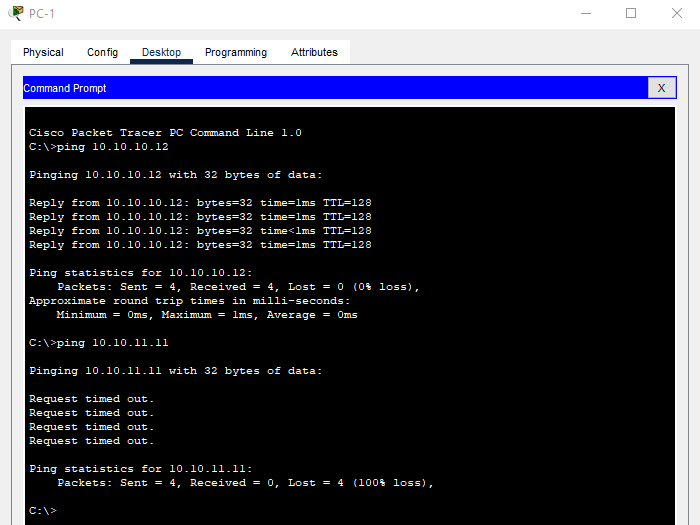 PC-1
Physical Config Desktop Programming Attributes
Command Prompt
X
Cisco Packet Tracer PC Command Line 1.0
C:\>ping 10.10.10.12
Pinging 10.10.10.12 with 32 bytes of data:
Reply from 10.10.10.12: bytes=32 time=1ms TTL=128
Reply from 10.10.10.12: bytes=32 time=1ms TTL=128
Reply from 10.10.10.12: bytes=32 time<1ms TTL=128
Reply from 10.10.10.12: bytes=32 time=1ms TTL=128
Ping statistics for 10.10.10.12:
Packets: Sent = 4, Received = 4, Lost = 0 (0% loss),
Approximate round trip times in milli-seconds:
Minimum = 0ms, Maximum = 1ms, Average = 0ms
C:\>ping 10.10.11.11
Pinging 10.10.11.11 with 32 bytes of data:
Request timed out.
Request timed out.
Request timed out.
Request timed out.
Ping statistics for 10.10.11.11:
Packets: Sent = 4, Received = 0, Lost = 4 (100% loss),
C:\>